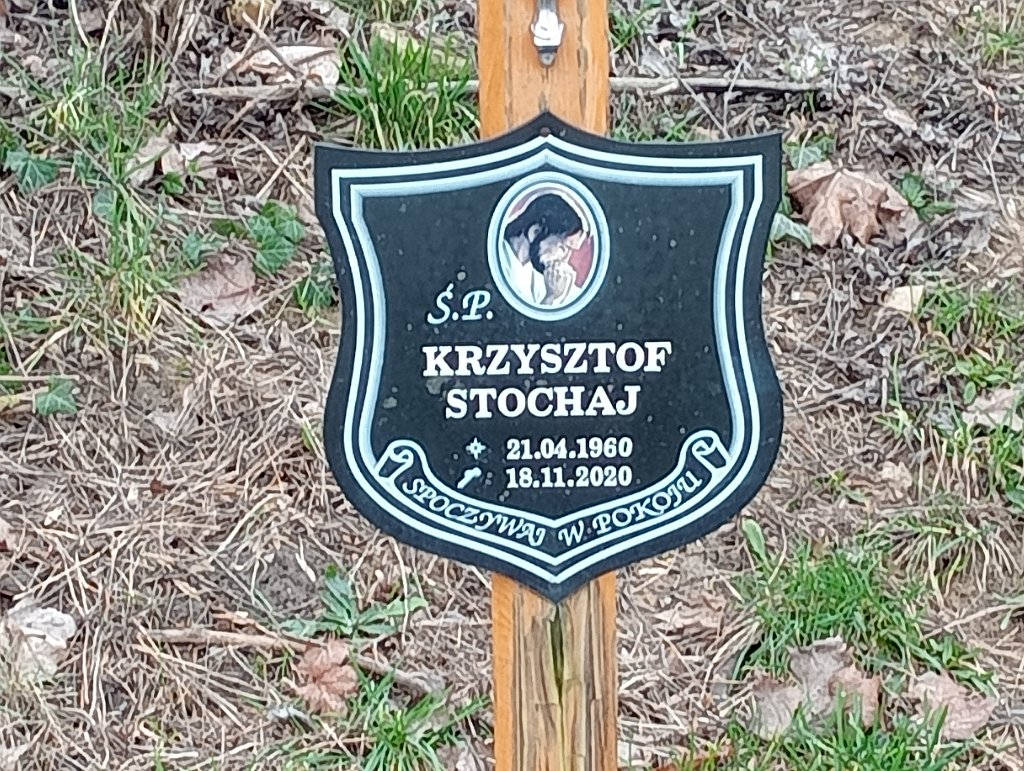 Ś.P.
KRZYSZTOF
STOCHAJ
21.04.1960
18.11.2020
SPOCZYWAJ W POKOJU